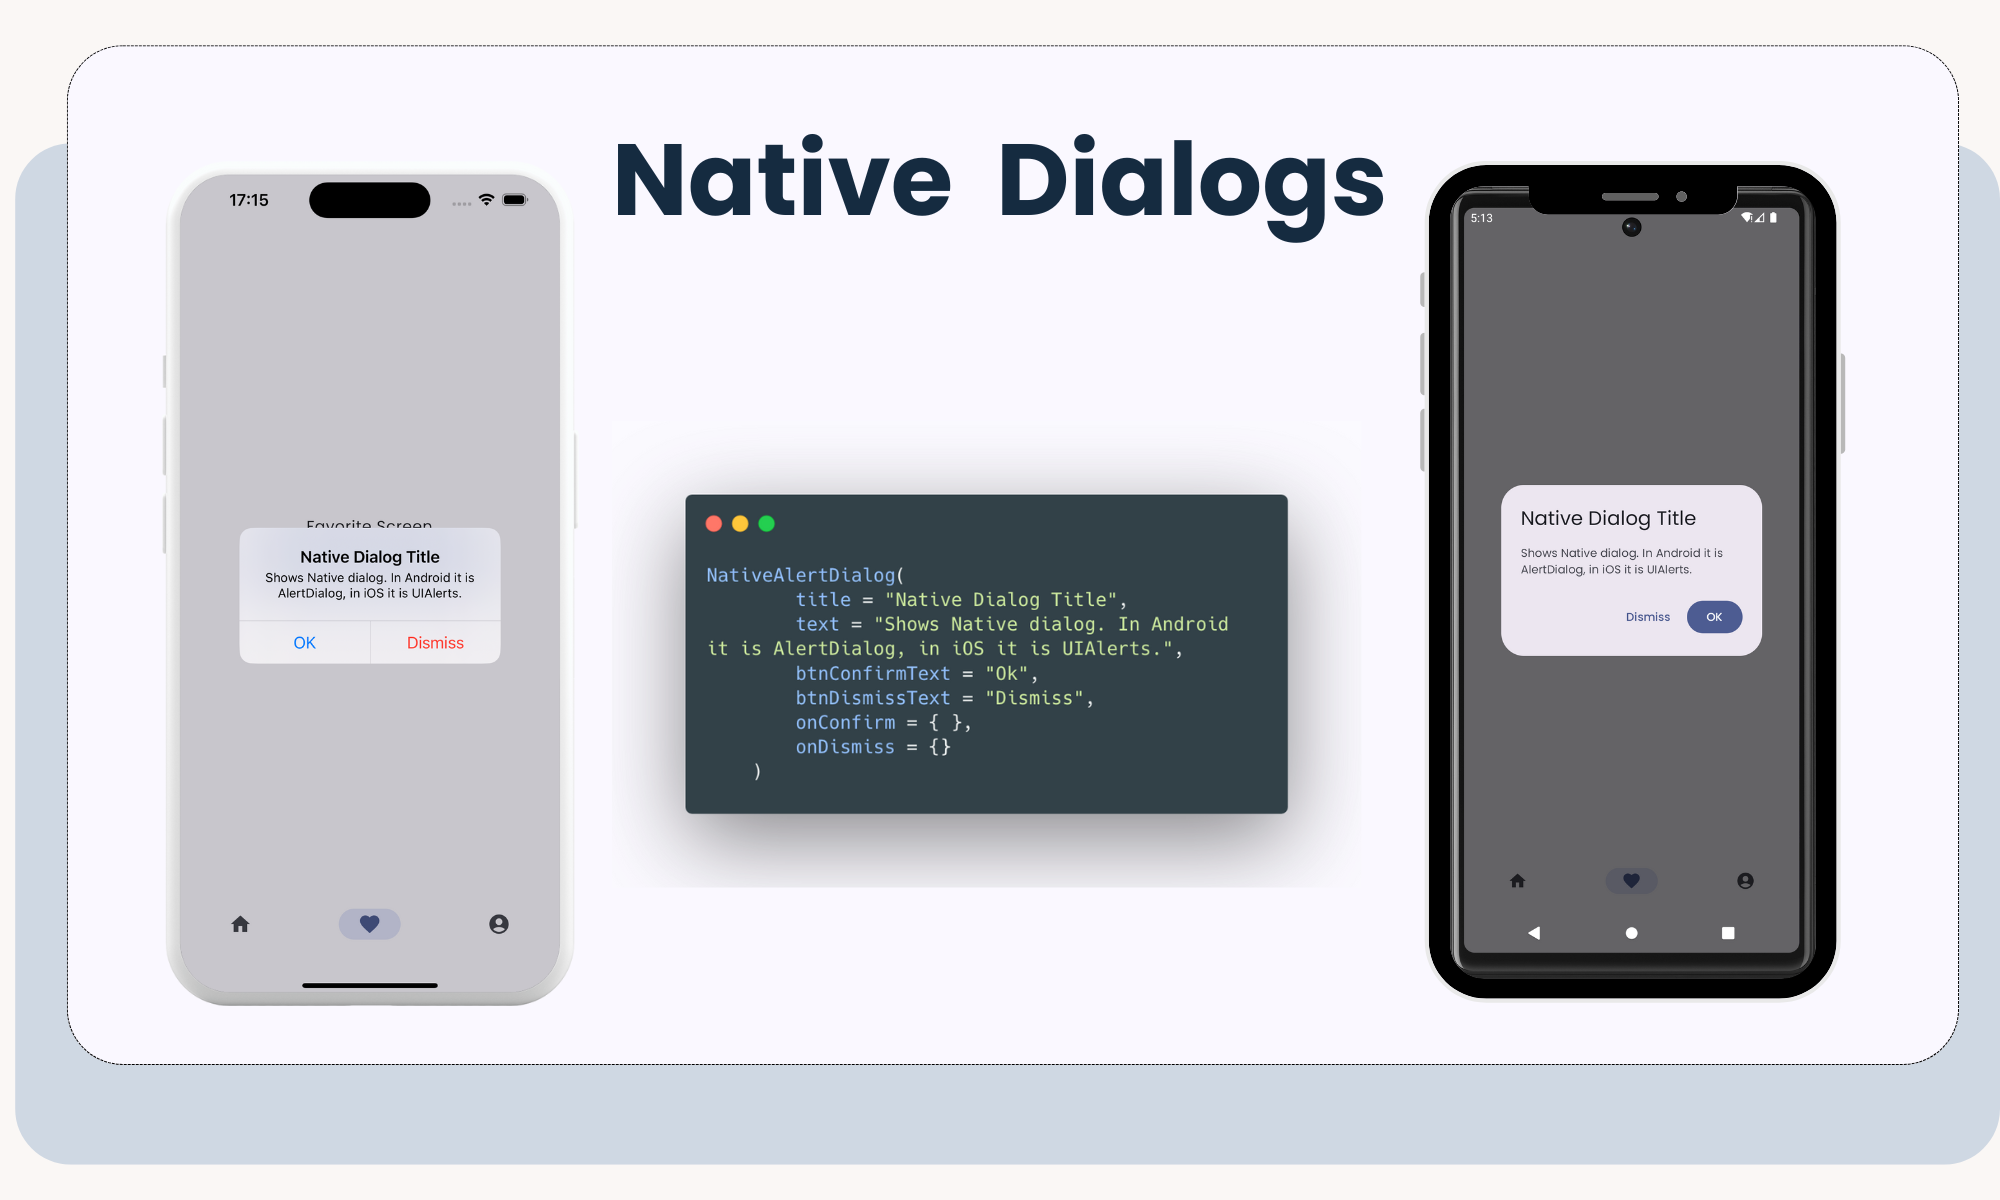 Native Dialogs
17:15
Favorite Screen
Native Dialog Title
Shows Native dialog. In Android it is
AlertDialog, in iOS it is UIAlerts.
OK
Dismiss
NativeAlertDialog(
title = "Native Dialog Title",
text = "Shows Native dialog. In Android
it is AlertDialog, in iOS it is UIAlerts.",
btnConfirmText = "Ok",
btnDismissText = "Dismiss",
onConfirm = { },
onDismiss = {}
)
5:13
Native Dialog Title
Shows Native dialog. In Android it is
AlertDialog, in iOS it is UIAlerts.
Dismiss
OK